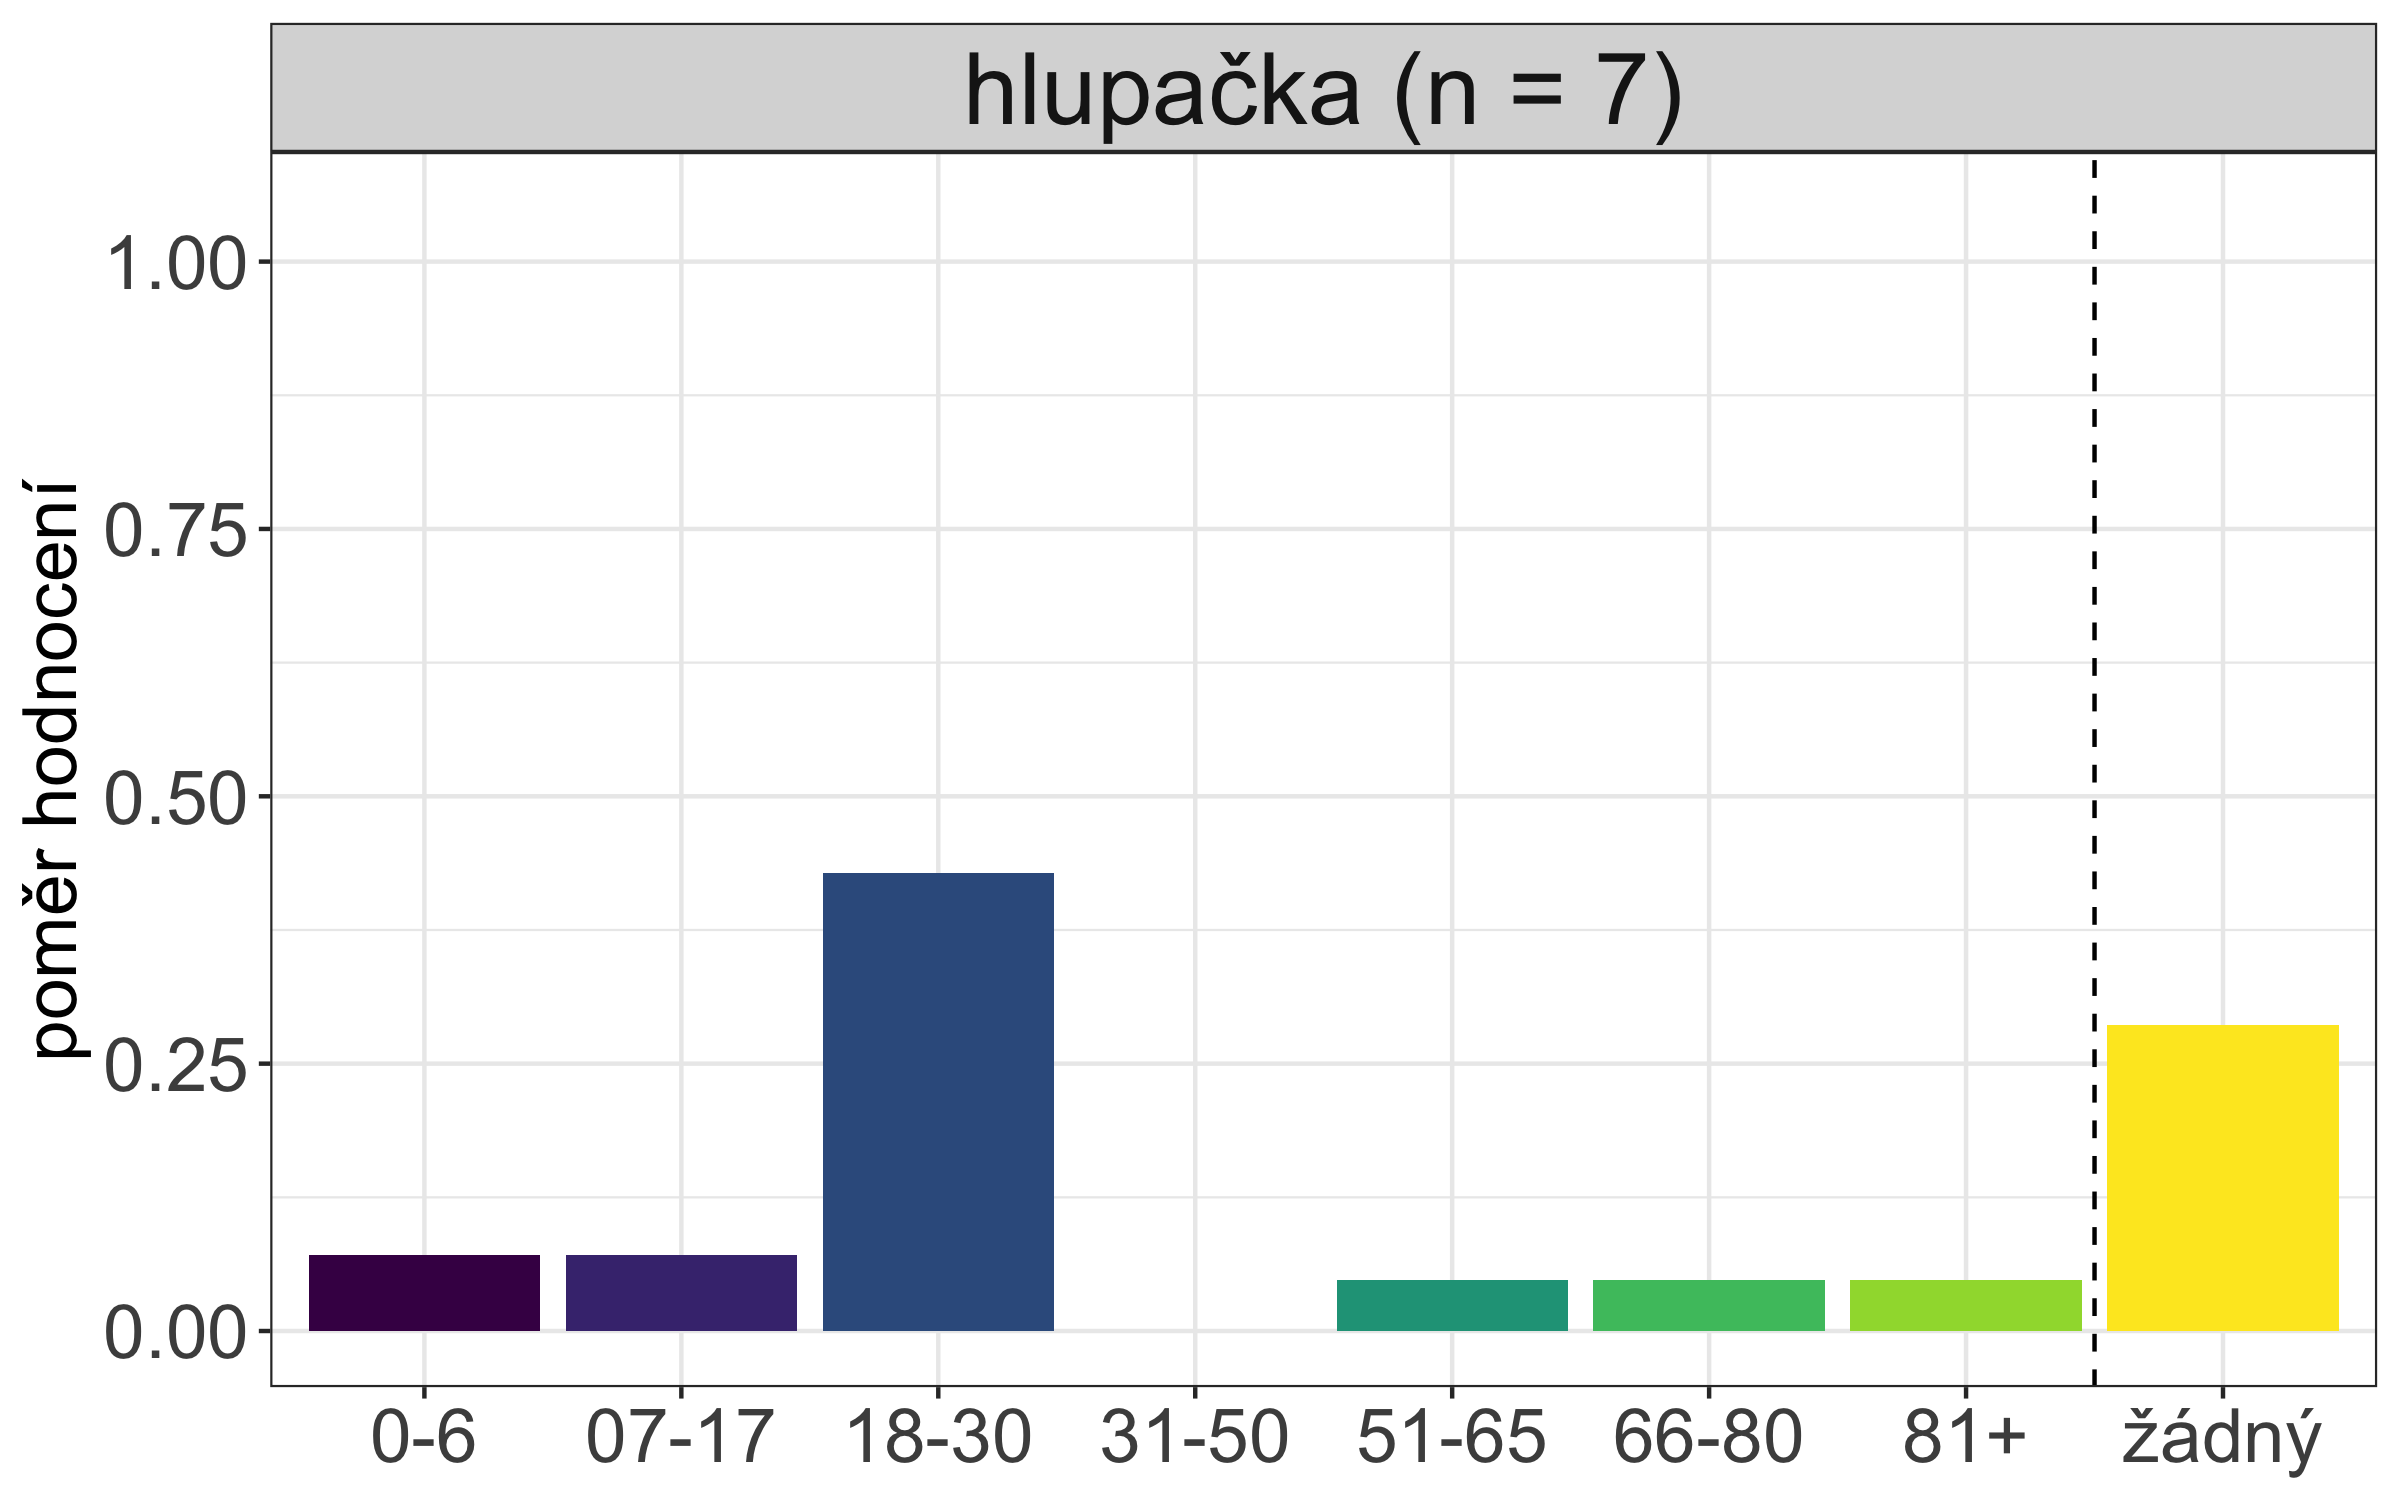 hlupačka (n = 7)
poměr hodnocení
1.00
0.75
0.50
0.25
0.00
0-6 07-17 18-30 31-50 51-65 66-80 81+ žádný